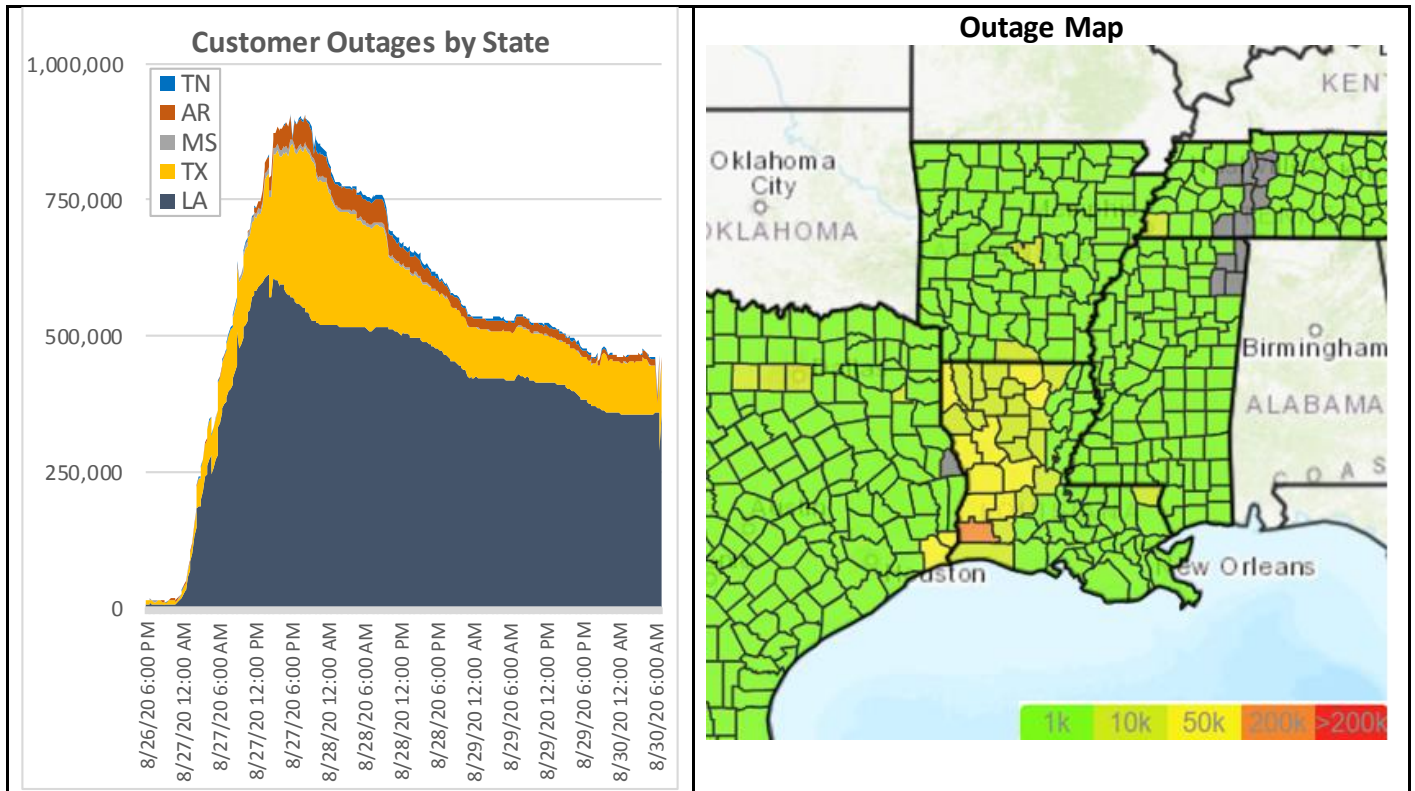 Customer Outages by State
1,000,000
750,000
500,000
250,000
0
TN
AR
MS
TX
LA
8/26/20 6:00 PM
8/27/20 12:00 AM
8/27/20 6:00 AM
8/27/20 12:00 PM
8/27/20 6:00 PM
8/28/20 12:00 AM
8/28/20 6:00 AM
8/28/20 12:00 PM
8/28/20 6:00 PM
8/29/20 12:00 AM
8/29/20 6:00 AM
8/29/20 12:00 PM
8/29/20 6:00 PM
8/30/20 12:00 AM
8/30/20 6:00 AM
Outage Map
KEN
Oklahoma
City
OKLAHOMA
Birmingham
ALABAMA
COAS
ew Orleans
uston
1k 10k 50k 200k >200k